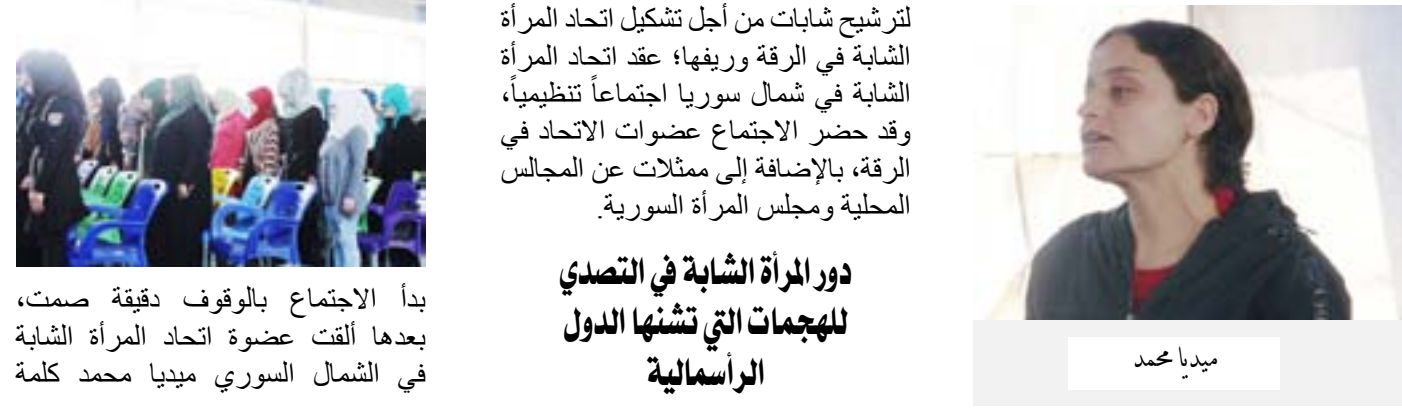 ميديا محمد
لترشيح شابات من أجل تشكيل اتحاد المرأة
الشابة في الرقة وريفها؛ عقد اتحاد المرأة
الشابة في شمال سوريا اجتماعاً تنظيمياً،
وقد حضر الاجتماع عضوات الاتحاد في
الرقة، بالإضافة إلى ممثلات عن المجالس
المحلية ومجلس المرأة السورية.
دور المرأة الشابة في التصدي
للهجمات التي تشنها الدول
الرأسمالية
بدأ الاجتماع بالوقوف دقيقة صمت،
بعدها ألقت عضوة اتحاد المرأة الشابة
في الشمال السوري ميديا محمد كلمة